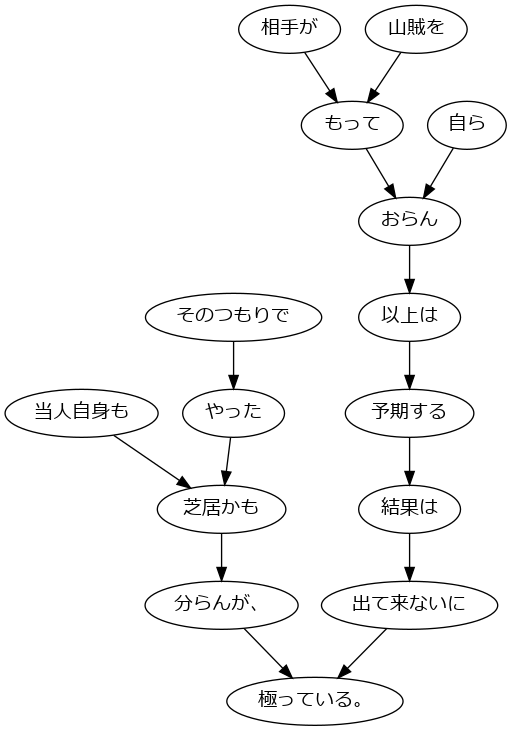 相手が
山賊を
もって
自ら
おらん
そのつもりで
以上は
当人自身も
やった
予期する
芝居かも
結果は
分らんが、
出て来ないに
極っている。